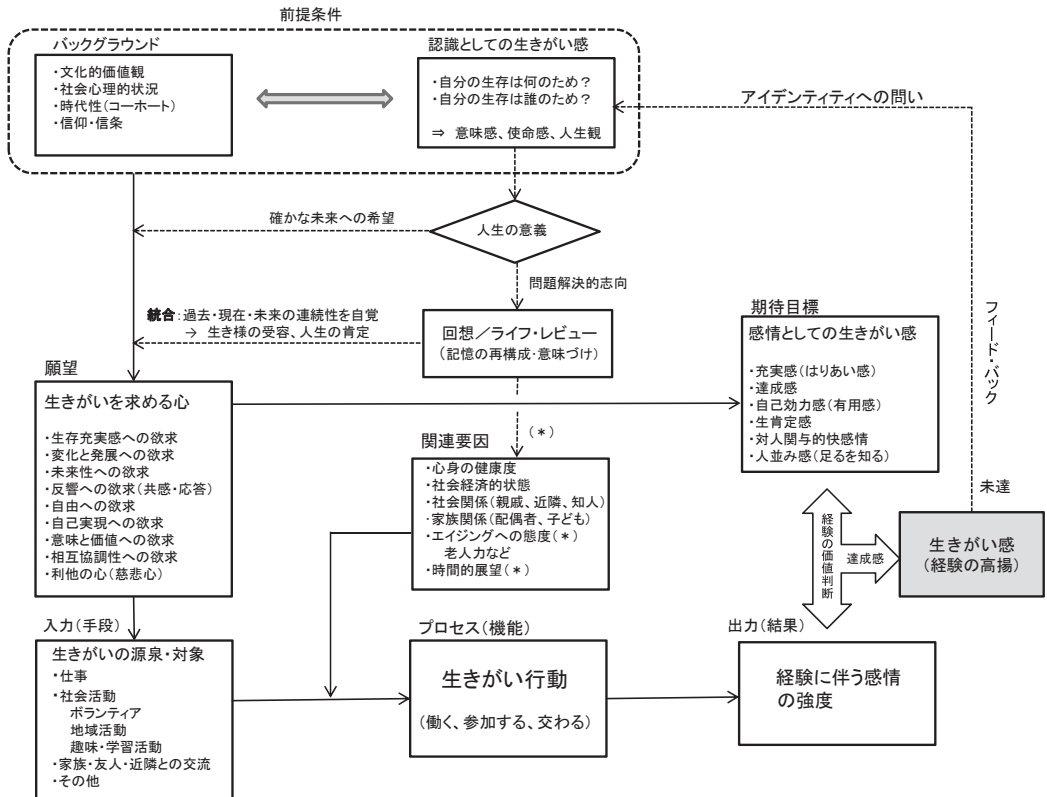 前提条件
バックグラウンド
・文化的価値観
・社会心理的状況
・時代性(コーホート)
・信仰・信条
認識としての生きがい感
・自分の生存は何のため？
・自分の生存は誰のため？
⇒ 意味感、使命感、人生観
アイデンティティへの問い
確かな未来への希望
人生の意義
問題解決的志向
統合：過去・現在・未来の連続性を自覚
→ 生き様の受容、人生の肯定
回想／ライフ・レビュー
(記憶の再構成・意味づけ)
期待目標
感情としての生きがい感
・充実感(はりあい感)
・達成感
・自己効力感(有用感)
・生肯定感
・対人関与的快感情
・人並み感(足るを知る)
フィード・バック
願望
生きがいを求める心
・生存充実感への欲求
・変化と発展への欲求
・未来性への欲求
・反響への欲求(共感・応答)
・自由への欲求
・自己実現への欲求
・意味と価値への欲求
・相互協調性への欲求
・利他の心(慈悲心)
(＊)
関連要因
・心身の健康度
・社会経済的状態
・社会関係(親戚、近隣、知人)
・家族関係(配偶者、子ども)
・エイジングへの態度(＊)
老人力など
・時間的展望(＊)
未達
経験の価値判断
達成感
生きがい感
(経験の高揚)
入力(手段)
生きがいの源泉・対象
・仕事
・社会活動
ボランティア
地域活動
趣味・学習活動
・家族・友人・近隣との交流
・その他
プロセス(機能)
生きがい行動
(働く、参加する、交わる)
出力(結果)
経験に伴う感情
の強度